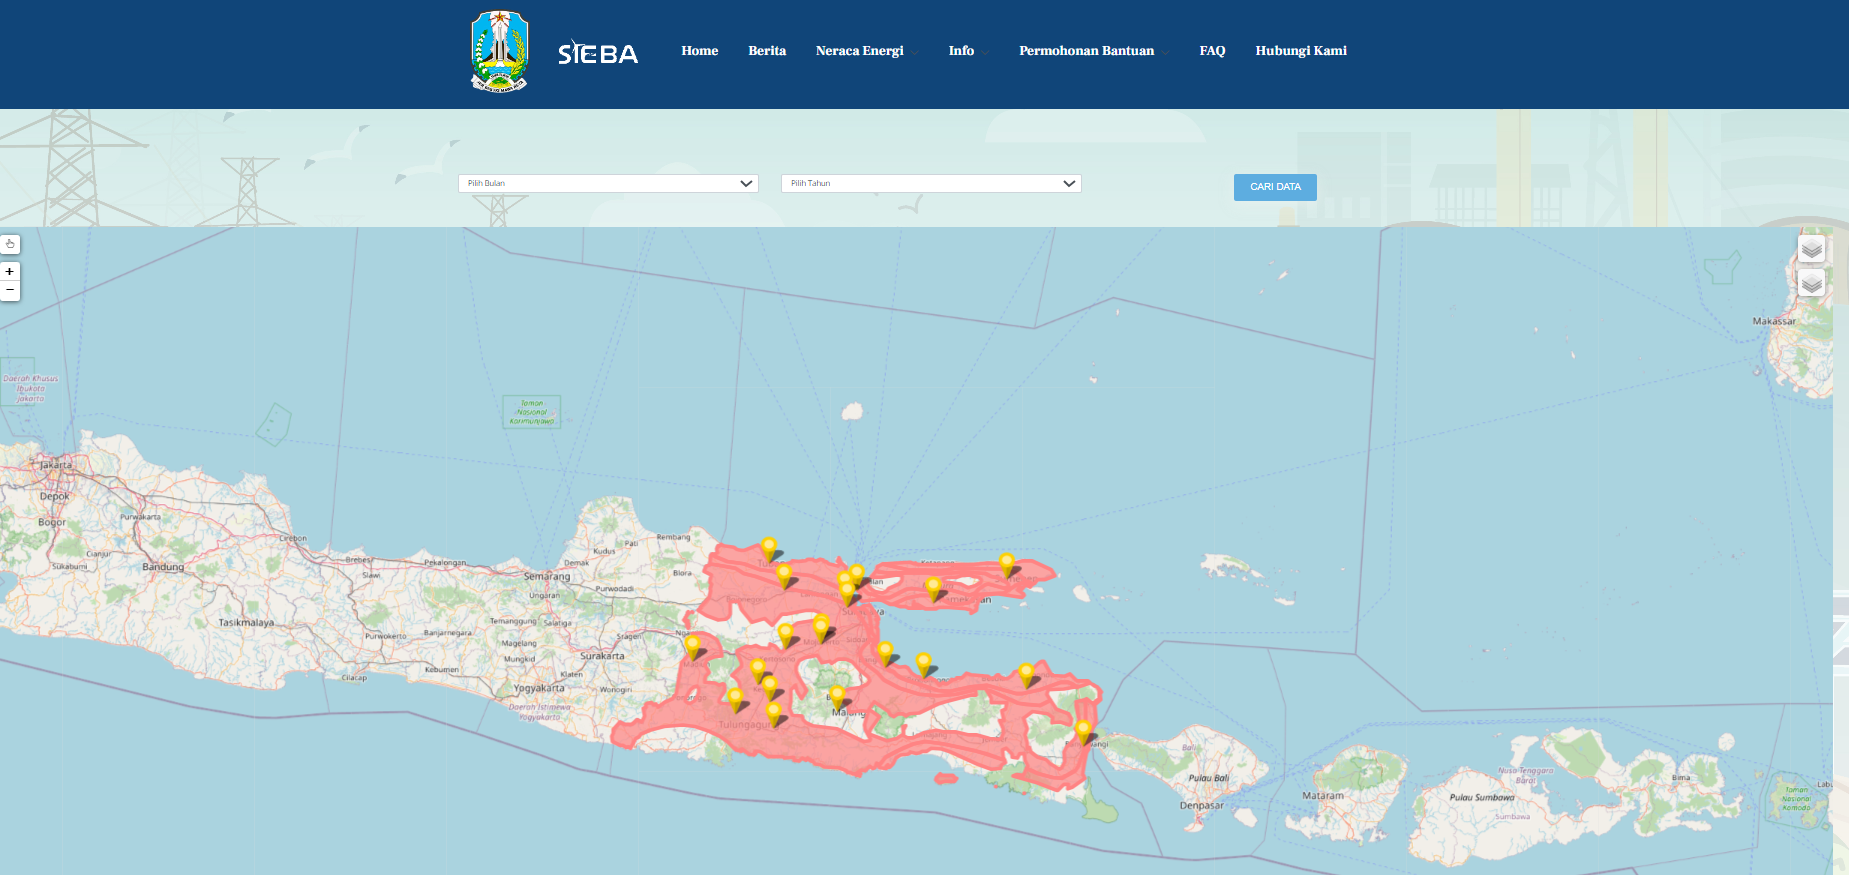 SIEBA
Home
Berita
Neraca Energi
Info
Permohonan Bantuan
FAQ
Hubungi Kami
Pilih Bulan
Pilih Tahun
CARI DATA
+
−
Makassar
Daerah Khusus
Ibukota
Jakarta
Taman
Nasional
Karimunjawa
Jakarta
Depok
Bogor
Purwakarta
Cianjur
Sukabumi
Bandung
Cirebon
Brebes
Slawi
Pekalongan
Tasikmalaya
Purwokerto
Banjarnegara
Kebumen
Cilacap
Semarang
Ungaran
Temanggung
Salatiga
Magelang
Mungkid
Surakarta
Sragen
Klaten
Yogyakarta
Daerah Istimewa
Yogyakarta
Wonogiri
Kudus
Pati
Rembang
Blora
Purwodadi
Tulungagung
Malang
Bali
Pulau Bali
Denpasar
Mataram
Nusa Tenggara
Barat
Pulau Sumbawa
Sumbawa
Bima
Taman
Nasional
Komodo
Labu